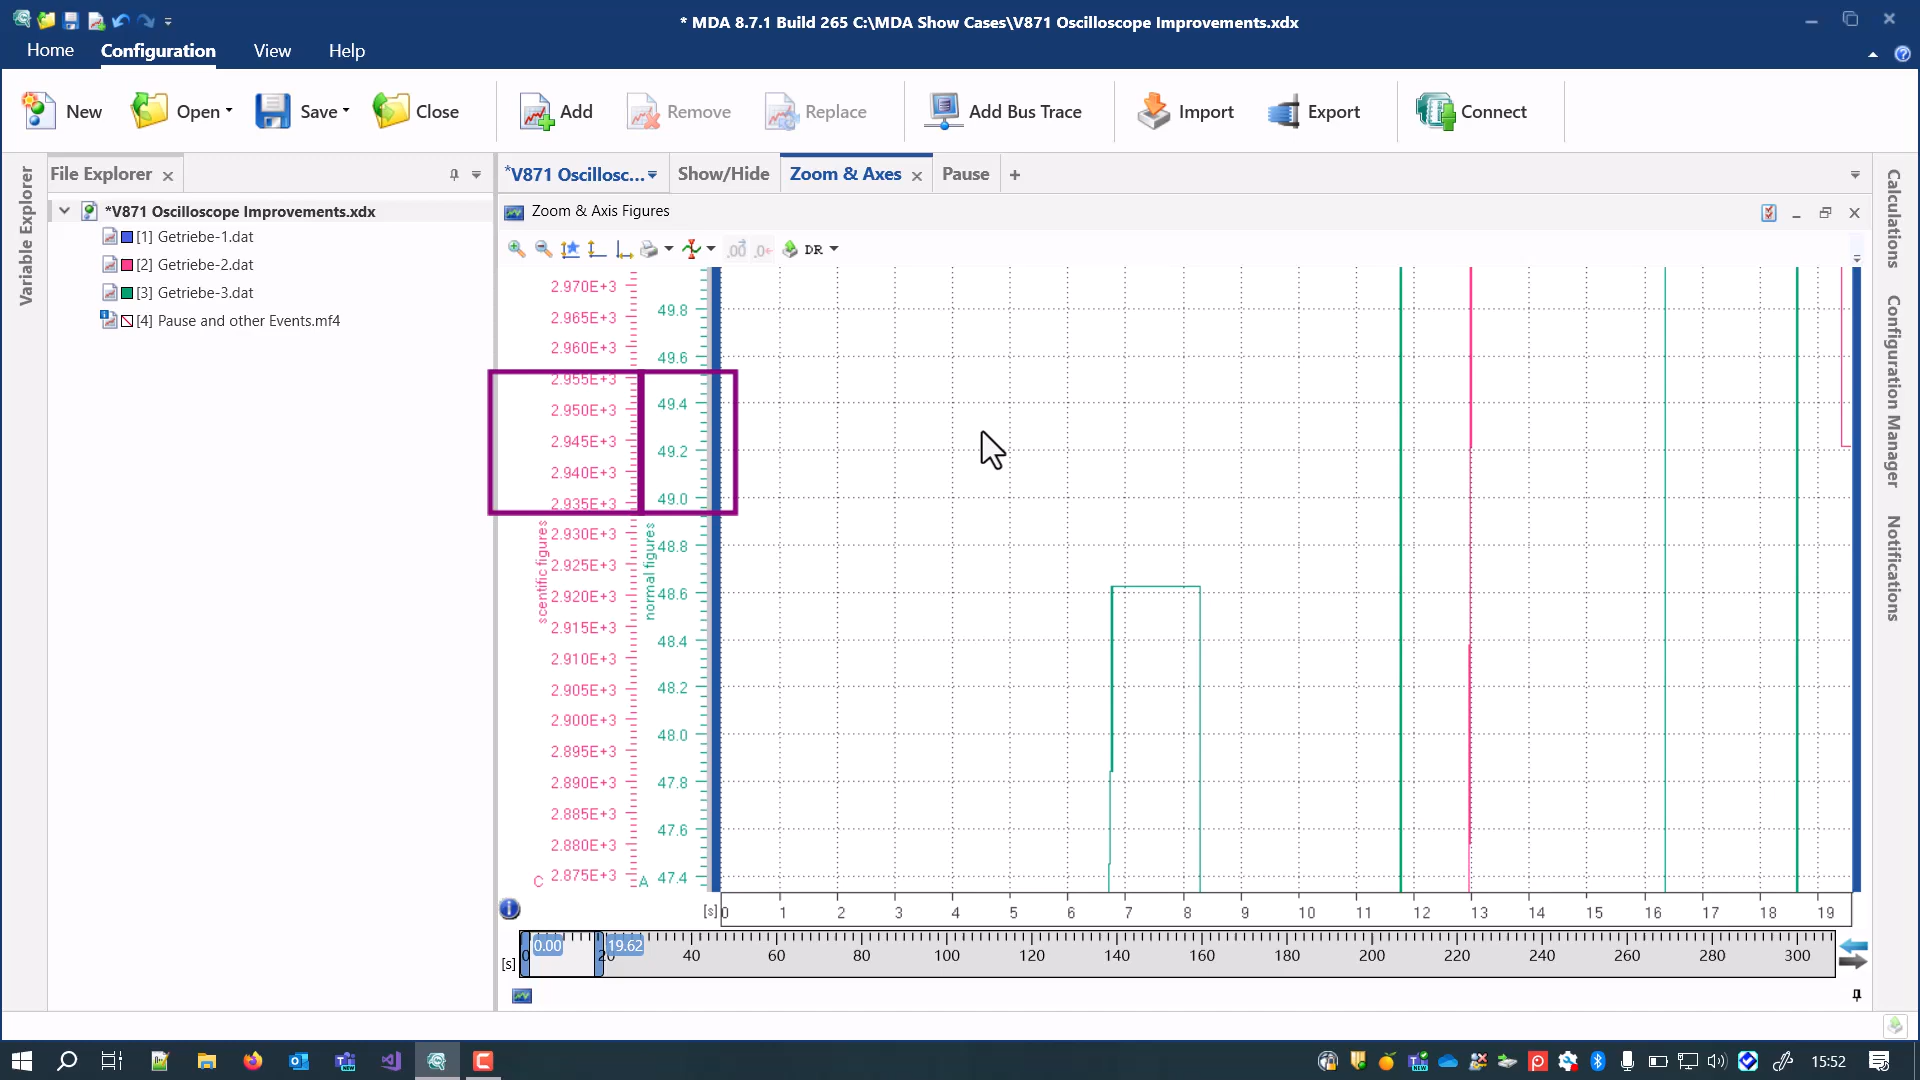 * MDA 8.7.1 Build 265 C:\MDA Show Cases\V871 Oscilloscope Improvements.xdx
Home Configuration View Help
New Open Save Close Add Remove Replace Add Bus Trace Import Export Connect
Variable Explorer
File Explorer
*V871 Oscilloscope Improvements.xdx
[1] Getriebe-1.dat
[2] Getriebe-2.dat
[3] Getriebe-3.dat
[4] Pause and other Events.mf4
*V871 Oscillosc... Show/Hide Zoom & Axes Pause +
Zoom & Axis Figures
DR
2.970E+3
2.965E+3
2.960E+3
2.955E+3
2.950E+3
2.945E+3
2.940E+3
2.935E+3
2.930E+3
2.925E+3
2.920E+3
2.915E+3
2.910E+3
2.905E+3
2.900E+3
2.895E+3
2.890E+3
2.885E+3
2.880E+3
2.875E+3
scentific figures
C
49.8
49.6
49.4
49.2
49.0
48.8
48.6
48.4
48.2
48.0
47.8
47.6
47.4
normal figures
A
[s] 0 1 2 3 4 5 6 7 8 9 10 11 12 13 14 15 16 17 18 19
0.00 19.62
[s] 0 20 40 60 80 100 120 140 160 180 200 220 240 260 280 300
Calculations
Configuration Manager
Notifications
15:52